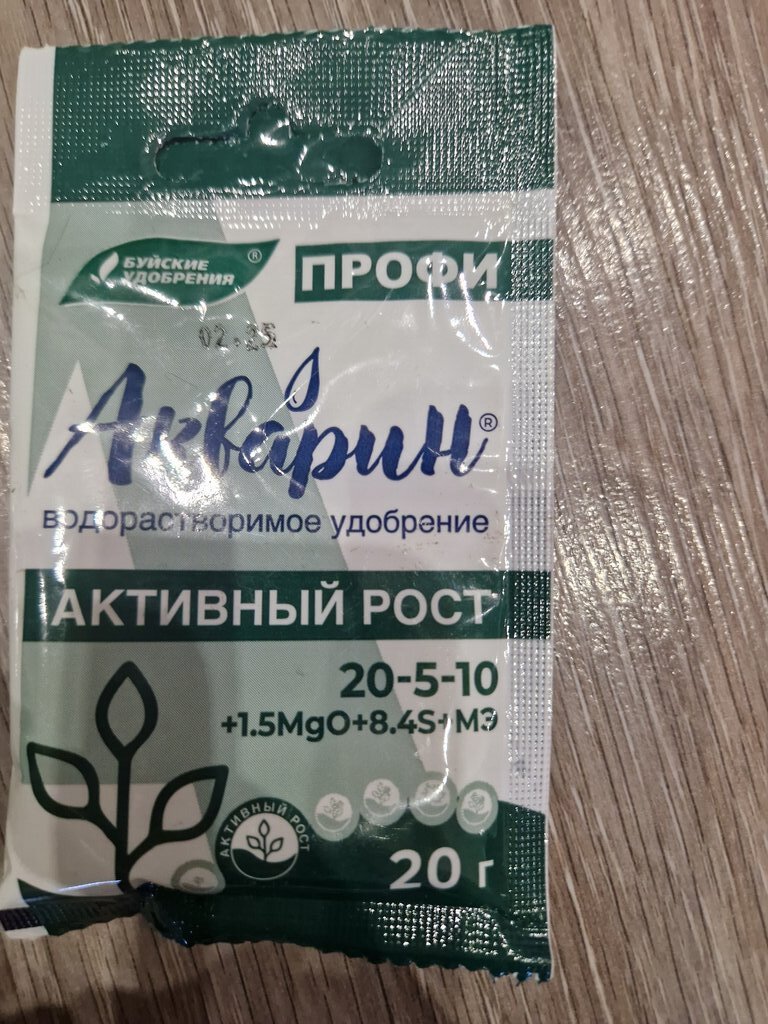 БУЙСКИЕ
УДОБРЕНИЯ ®
ПРОФИ
02.25
Акварин®
водорастворимое удобрение
АКТИВНЫЙ РОСТ
20-5-10
+1.5MgO+8.4S+МЭ
АКТИВНЫЙ РОСТ
20 г